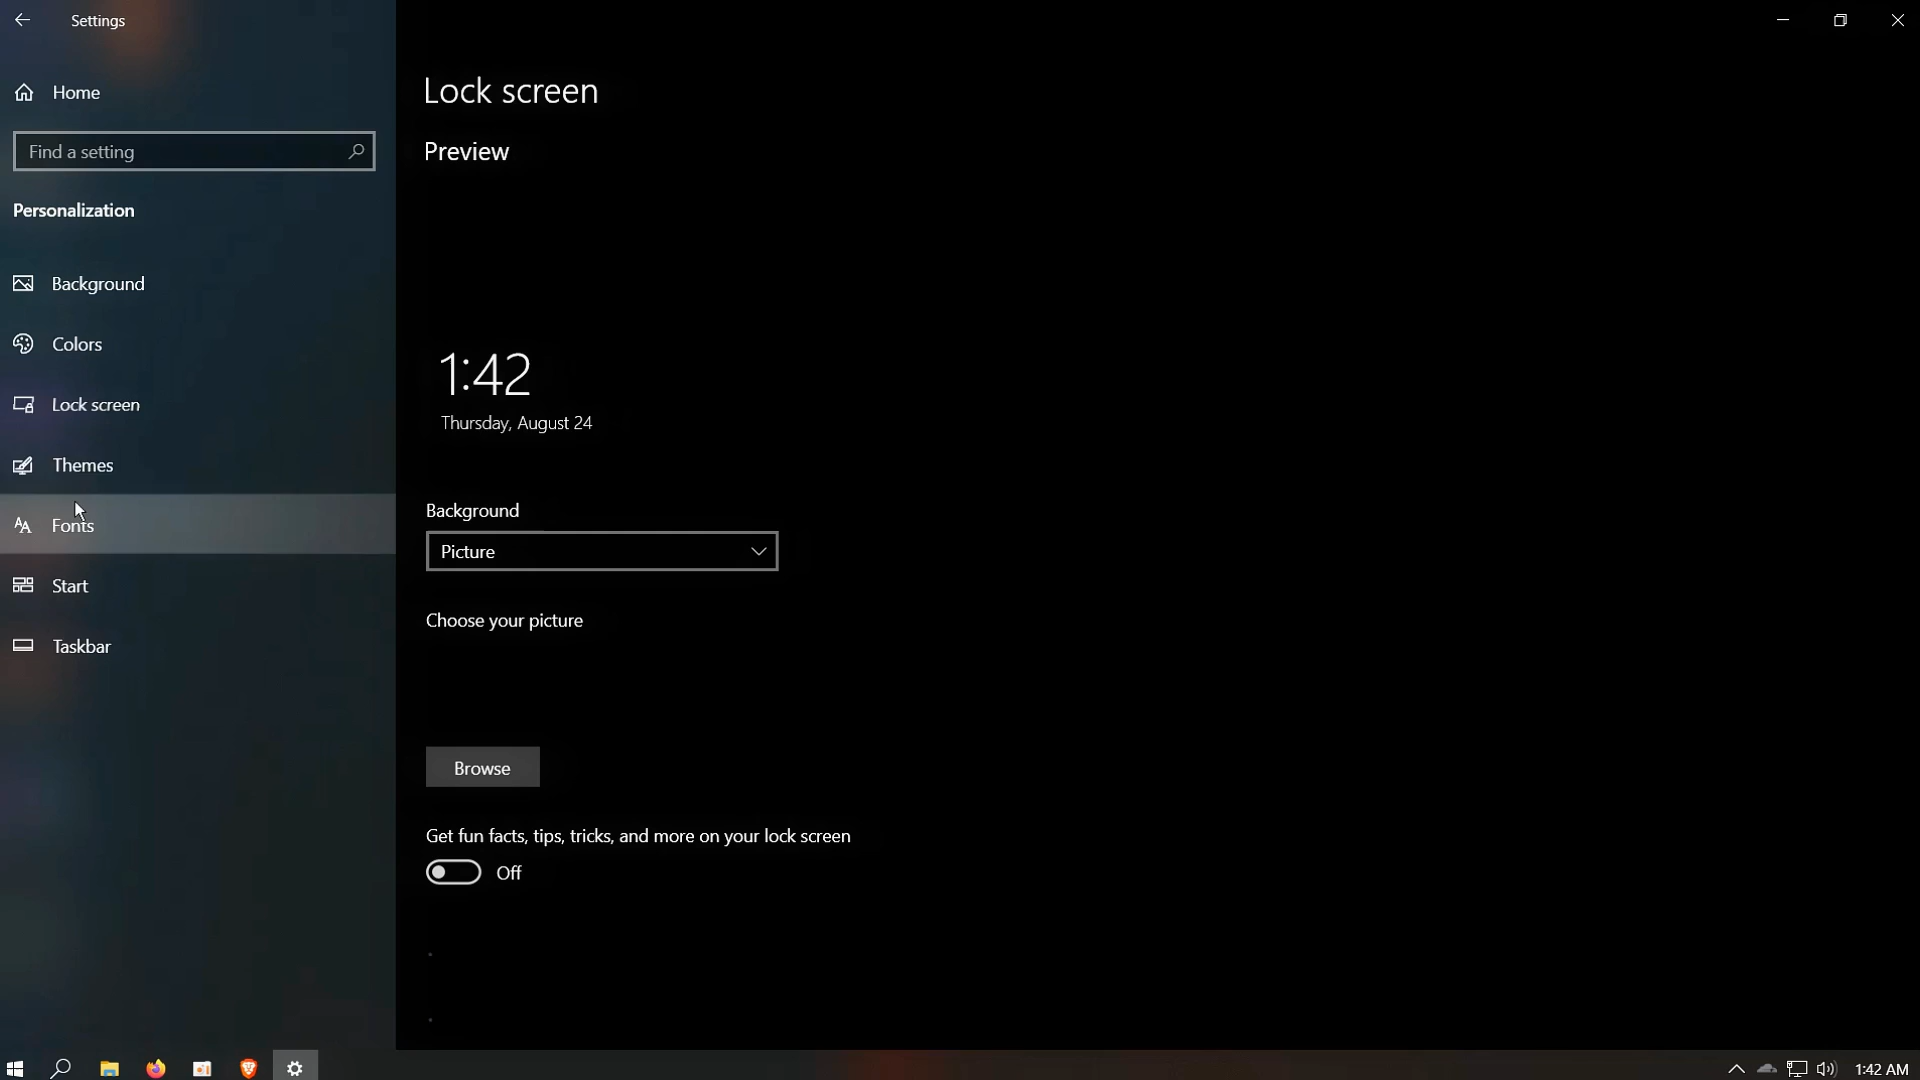 Settings
Home
Find a setting
Personalization
Background
Colors
Lock screen
Themes
Fonts
Start
Taskbar
Lock screen
Preview
1:42
Thursday, August 24
Background
Picture
Choose your picture
Browse
Get fun facts, tips, tricks, and more on your lock screen
Off
1:42 AM